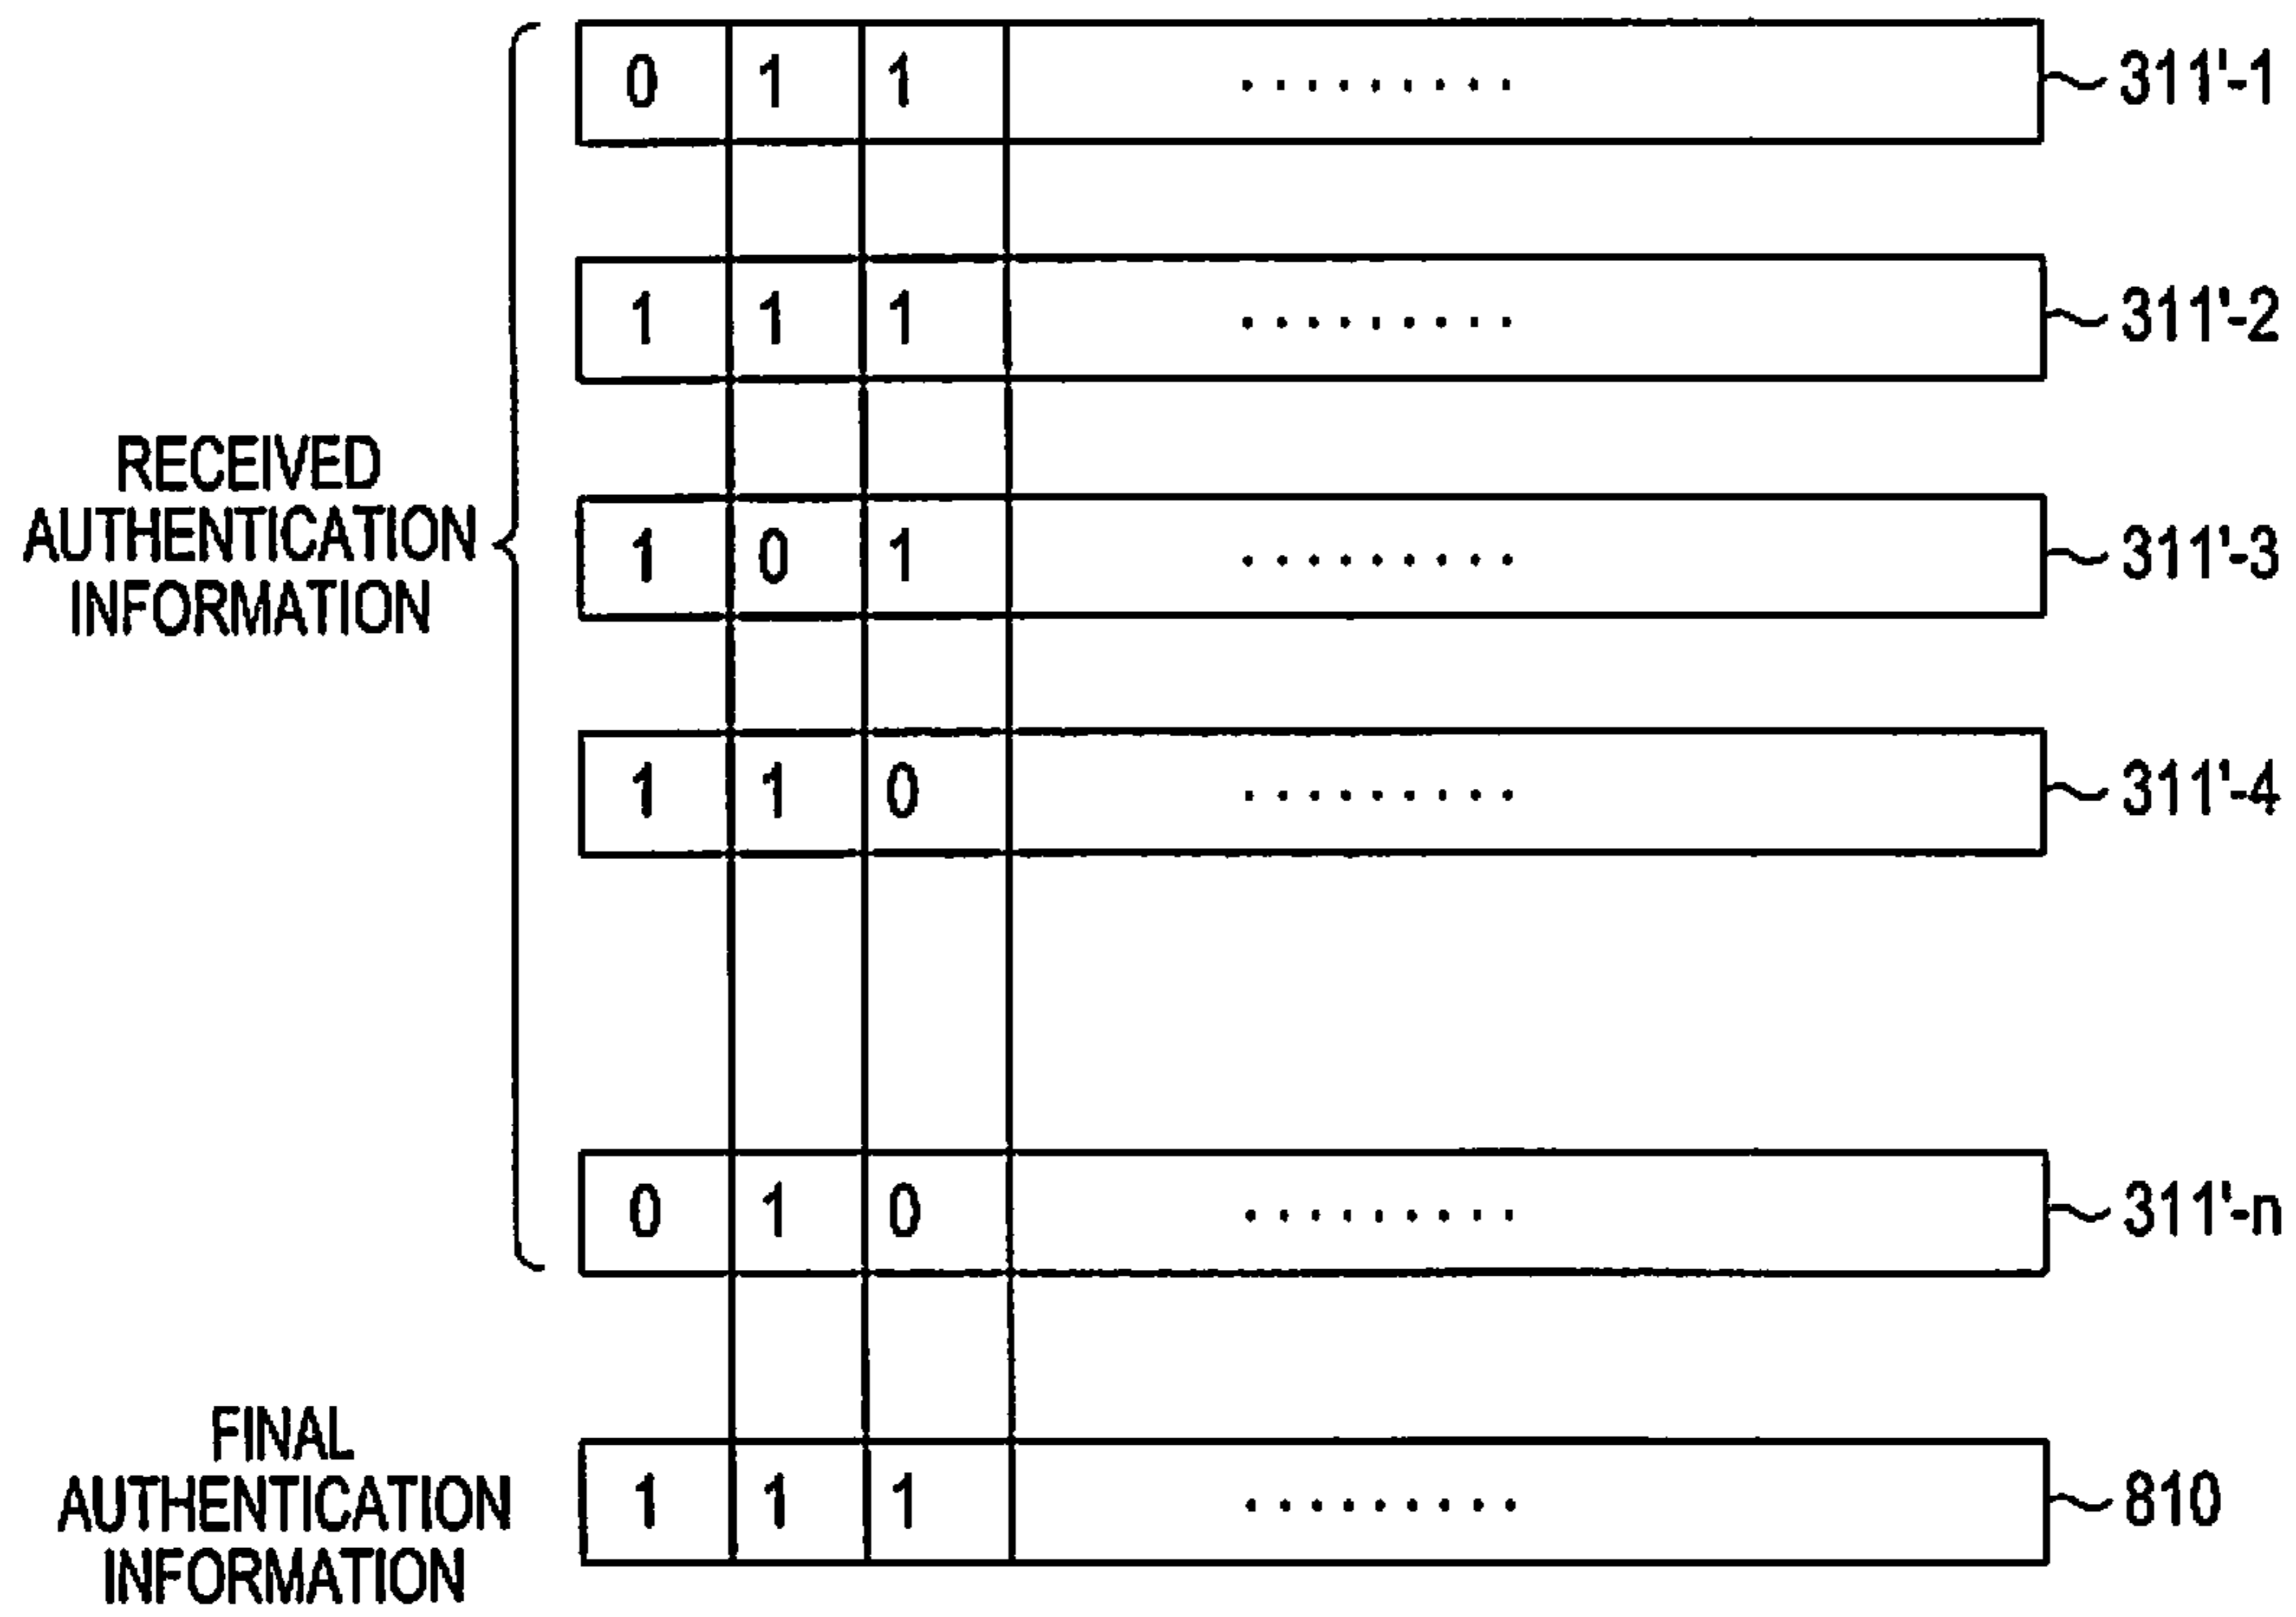 0 1 1 ......... 311'-1
1 1 1 ......... 311'-2
RECEIVED
AUTHENTICATION
INFORMATION
1 0 1 ......... 311'-3
1 1 0 ......... 311'-4
0 1 0 ......... 311'-n
FINAL
AUTHENTICATION
INFORMATION
1 1 1 ......... 810